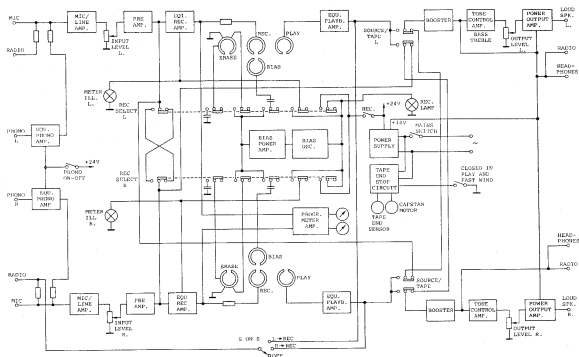 MIC
RADIO
MIC/
LINE
AMP.
INPUT
LEVEL
L.
PRE
AMP.
EQU.
REC.
AMP.
ERASE
REC.
PLAY
BIAS
EQU.
PLAYB.
AMP.
SOURCE/
TAPE
L.
BOOSTER
TONE
CONTROL
AMP.
BASS
TREBLE
OUTPUT
LEVEL
L.
POWER
OUTPUT
AMP.
LOUD
SPK.
L.
RADIO
HEAD-
PHONES
METER
ILL. L.
REC
SELECT
L
PHONO
L
EQU.
PHONO
AMP.
PHONO
ON-OFF
+24V
REC
SELECT
R
BIAS
POWER
AMP.
BIAS
OSC.
REC.
+24V
REC.
LAMP
+40V
MAINS
SWITCH
POWER
SUPPLY
~
TAPE
END
STOP
CIRCUIT
CLOSED IN
PLAY AND
FAST WIND
CAPSTAN
MOTOR
TAPE
END
SENSOR
PHONO
R
EQU.
PHONO
AMP
METER
ILL
R.
PROGR.
METER
AMP.
BIAS
ERASE
REC.
PLAY
SOURCE/
TAPE
HEAD-
PHONES
RADIO
RADIO
MIC
MIC/
LINE
AMP.
INPUT
LEVEL
R.
PRE
AMP
EQU
REC
AMP.
EQU.
PLAYB.
AMP.
BOOSTER
TONE
CONTROL
AMP.
OUTPUT
LEVEL R.
POWER
OUTPUT
AMP.
LOUD
SPK.
R.
S ON S
L→REC
R→REC